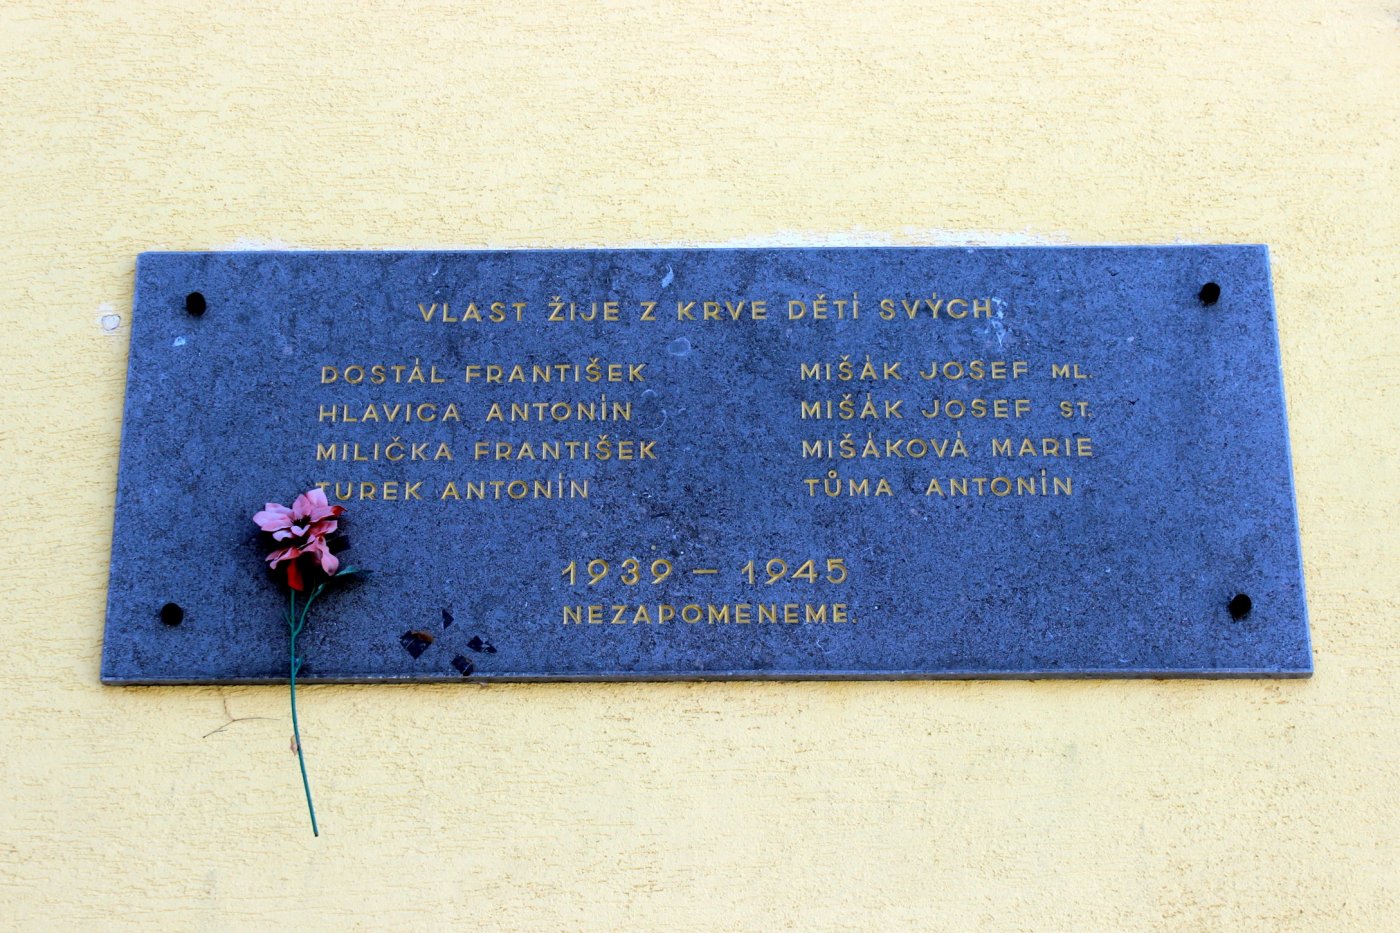 VLAST ŽIJE Z KRVE DĚTÍ SVÝCH
DOSTÁL FRANTIŠEK
HLAVICA ANTONÍN
MILIČKA FRANTIŠEK
TUREK ANTONÍN
MIŠÁK JOSEF ML.
MIŠÁK JOSEF ST.
MIŠÁKOVÁ MARIE
TŮMA ANTONÍN
1939 – 1945
NEZAPOMENEME.